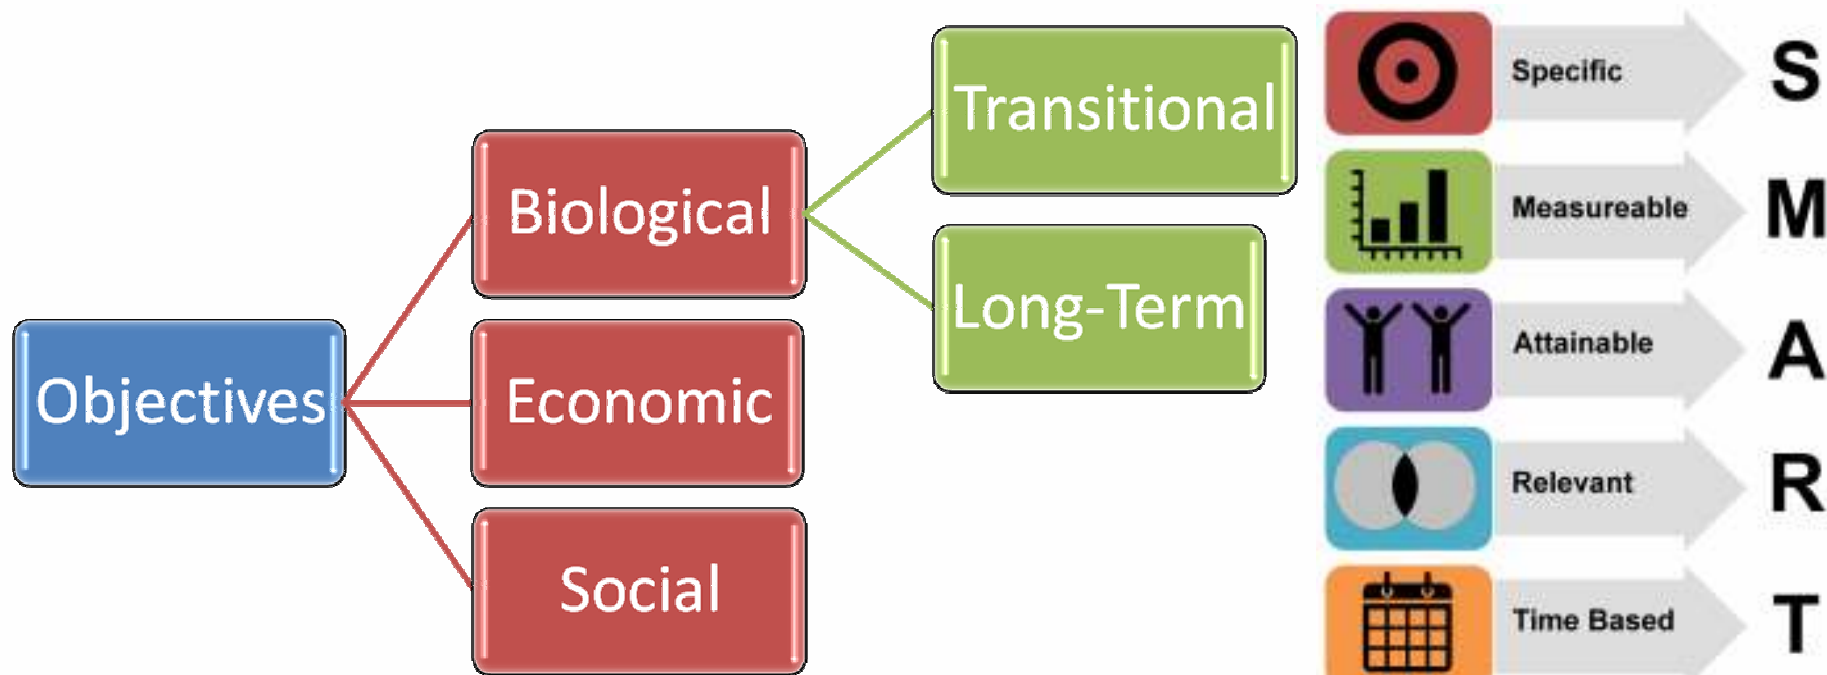 Objectives
Biological
Economic
Social
Transitional
Long-Term
Specific S
Measureable M
Attainable A
Relevant R
Time Based T